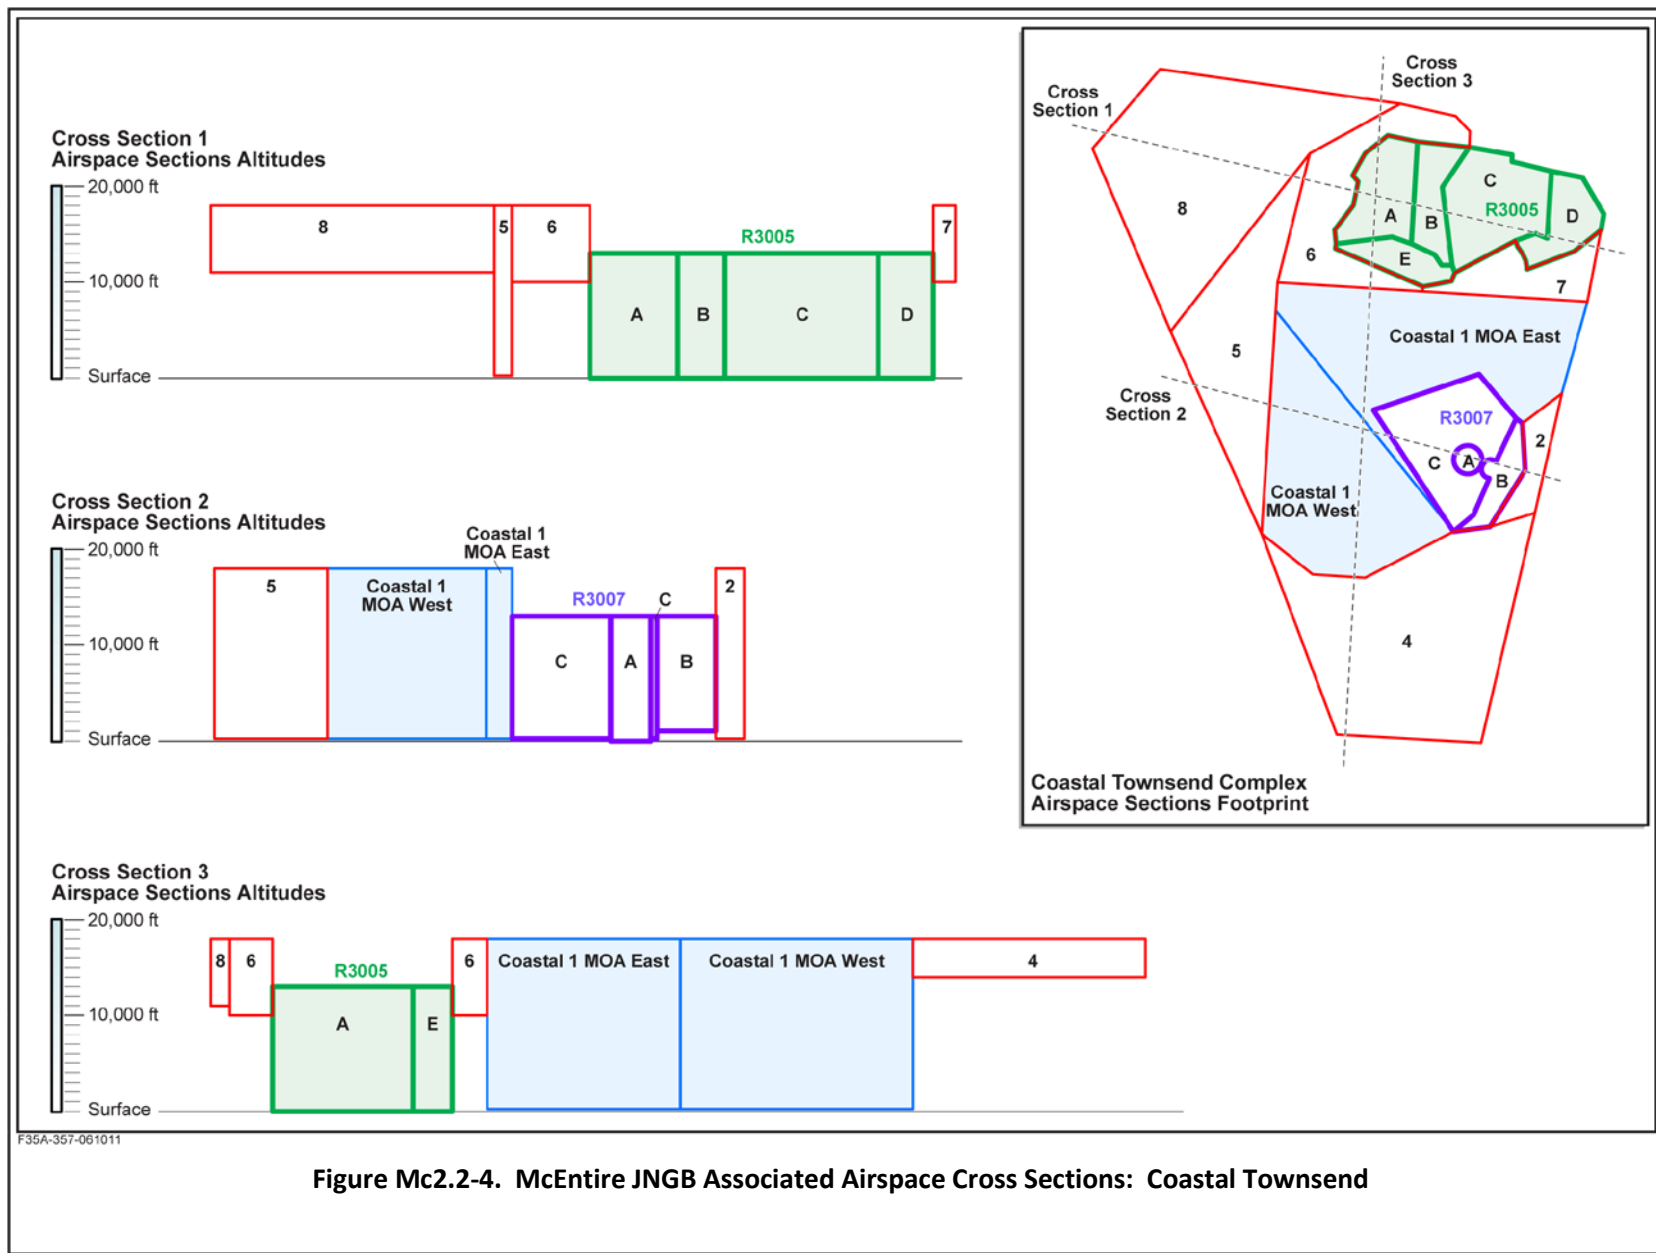 Cross Section 1
Airspace Sections Altitudes
20,000 ft
10,000 ft
Surface
8
5
6
R3005
7
A
B
C
D
Cross Section 2
Airspace Sections Altitudes
20,000 ft
10,000 ft
Surface
5
Coastal 1
MOA West
Coastal 1
MOA East
R3007
C
C
A
B
2
Cross Section 3
Airspace Sections Altitudes
20,000 ft
10,000 ft
Surface
8
6
R3005
A
E
6
Coastal 1 MOA East
Coastal 1 MOA West
4
Cross
Section 3
Cross
Section 1
8
C
R3005
A
B
D
E
6
7
Coastal 1 MOA East
5
Cross
Section 2
R3007
2
C
A
B
Coastal 1
MOA West
4
Coastal Townsend Complex
Airspace Sections Footprint
F35A-357-061011
Figure Mc2.2-4. McEntire JNGB Associated Airspace Cross Sections: Coastal Townsend